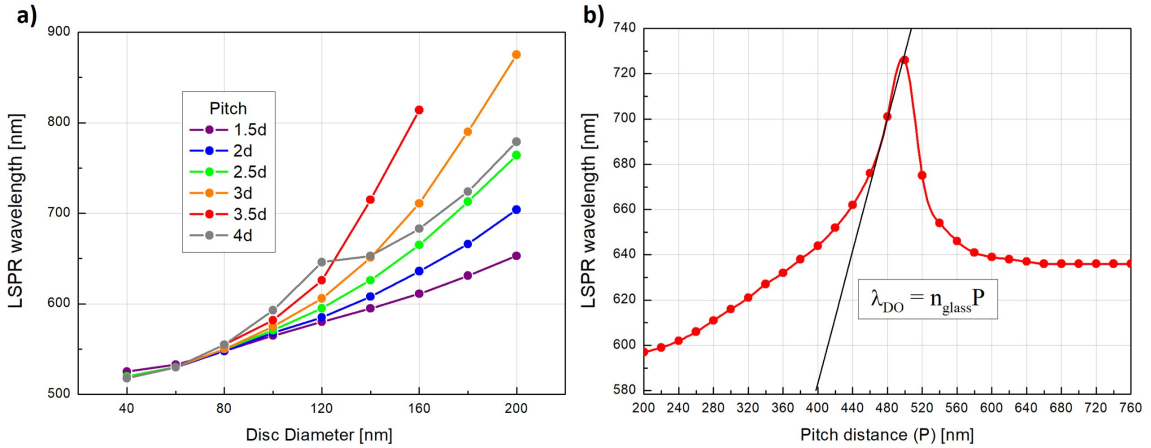 a)
LSPR wavelength [nm]
900
800
700
600
500
Pitch
1.5d
2d
2.5d
3d
3.5d
4d
40
80
120
160
200
Disc Diameter [nm]
b)
LSPR wavelength [nm]
740
720
700
680
660
640
620
600
580
λDO = nglassP
200
240
280
320
360
400
440
480
520
560
600
640
680
720
760
Pitch distance (P) [nm]